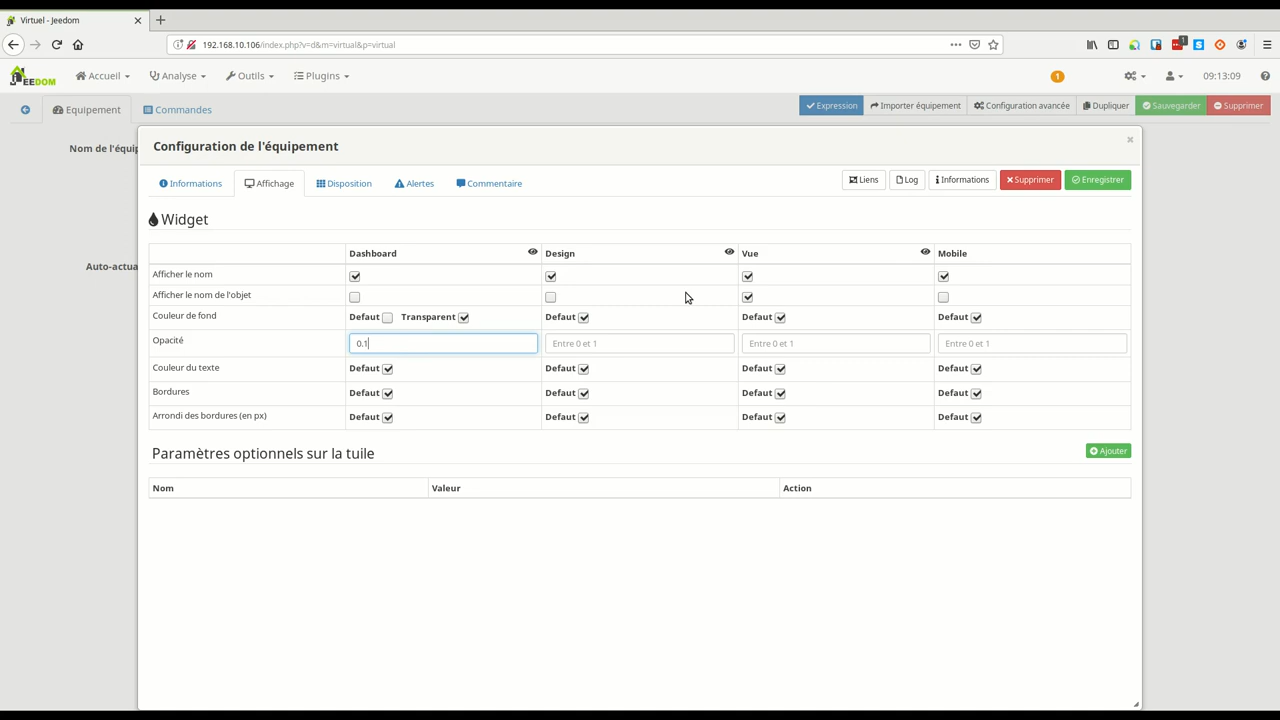 Virtuel - Jeedom
192.168.10.106/index.php?v=d&m=virtual&p=virtual
1
JEEDOM Accueil Analyse Outils Plugins 1 09:13:09
Equipement Commandes Expression Importer équipement Configuration avancée Dupliquer Sauvegarder Supprimer
Nom de l'équip
Auto-actua
Configuration de l'équipement
Informations Affichage Disposition Alertes Commentaire Liens Log Informations Supprimer Enregistrer
Widget
Dashboard Design Vue Mobile
Afficher le nom
Afficher le nom de l'objet
Couleur de fond Defaut Transparent Defaut Defaut Defaut
Opacité 0.1 Entre 0 et 1 Entre 0 et 1 Entre 0 et 1
Couleur du texte Defaut Defaut Defaut Defaut
Bordures Defaut Defaut Defaut Defaut
Arrondi des bordures (en px) Defaut Defaut Defaut Defaut
Paramètres optionnels sur la tuile Ajouter
Nom Valeur Action